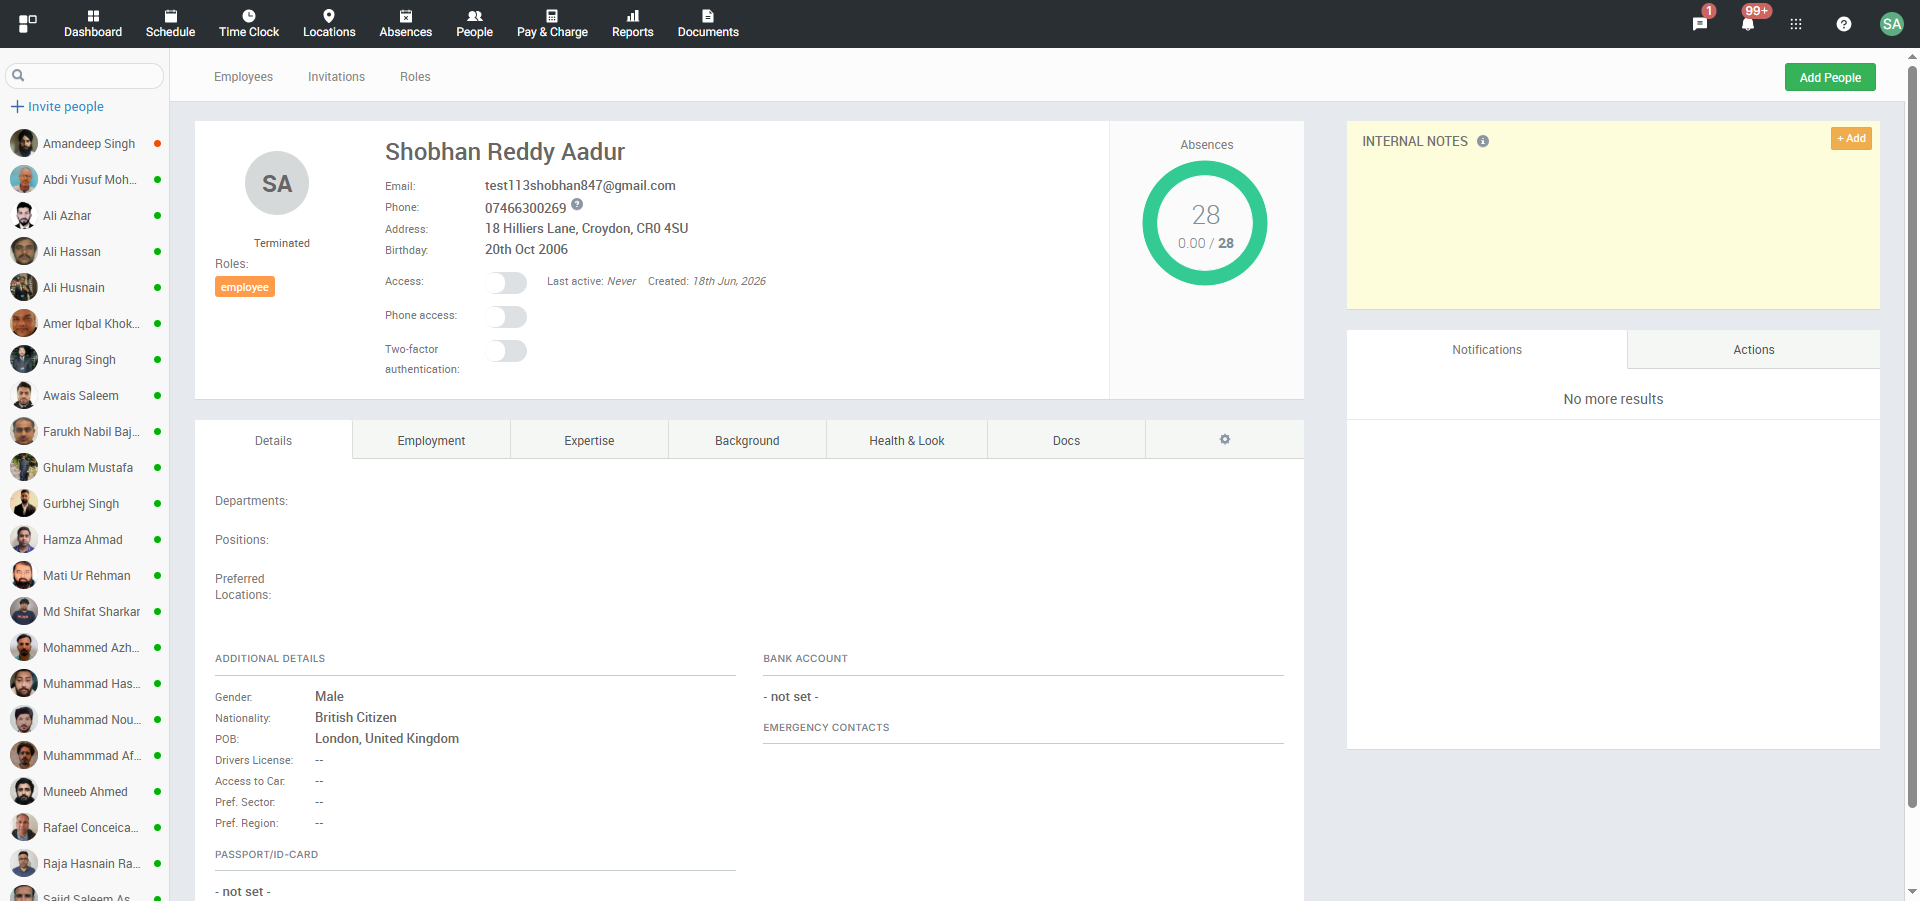 Dashboard
Schedule
Time Clock
Locations
Absences
People
Pay & Charge
Reports
Documents
1
99+
SA
Employees
Invitations
Roles
Add People
Invite people
Amandeep Singh
Abdi Yusuf Moh...
Ali Azhar
Ali Hassan
Ali Husnain
Amer Iqbal Khok...
Anurag Singh
Awais Saleem
Farukh Nabil Baj...
Ghulam Mustafa
Gurbhej Singh
Hamza Ahmad
Mati Ur Rehman
Md Shifat Sharkar
Mohammed Azh...
Muhammad Has...
Muhammad Nou...
Muhammmad Af...
Muneeb Ahmed
Rafael Conceica...
Raja Hasnain Ra...
Sajid Saleem As...
SA
Terminated
Roles:
employee
Shobhan Reddy Aadur
Email: test113shobhan847@gmail.com
Phone: 07466300269
Address: 18 Hilliers Lane, Croydon, CR0 4SU
Birthday: 20th Oct 2006
Access: Last active: Never Created: 18th Jun, 2026
Phone access:
Two-factor
authentication:
Absences
28
0.00 / 28
INTERNAL NOTES
+ Add
Notifications
Actions
No more results
Details
Employment
Expertise
Background
Health & Look
Docs
Departments:
Positions:
Preferred
Locations:
ADDITIONAL DETAILS
Gender: Male
Nationality: British Citizen
POB: London, United Kingdom
Drivers License: --
Access to Car: --
Pref. Sector: --
Pref. Region: --
PASSPORT/ID-CARD
- not set -
BANK ACCOUNT
- not set -
EMERGENCY CONTACTS